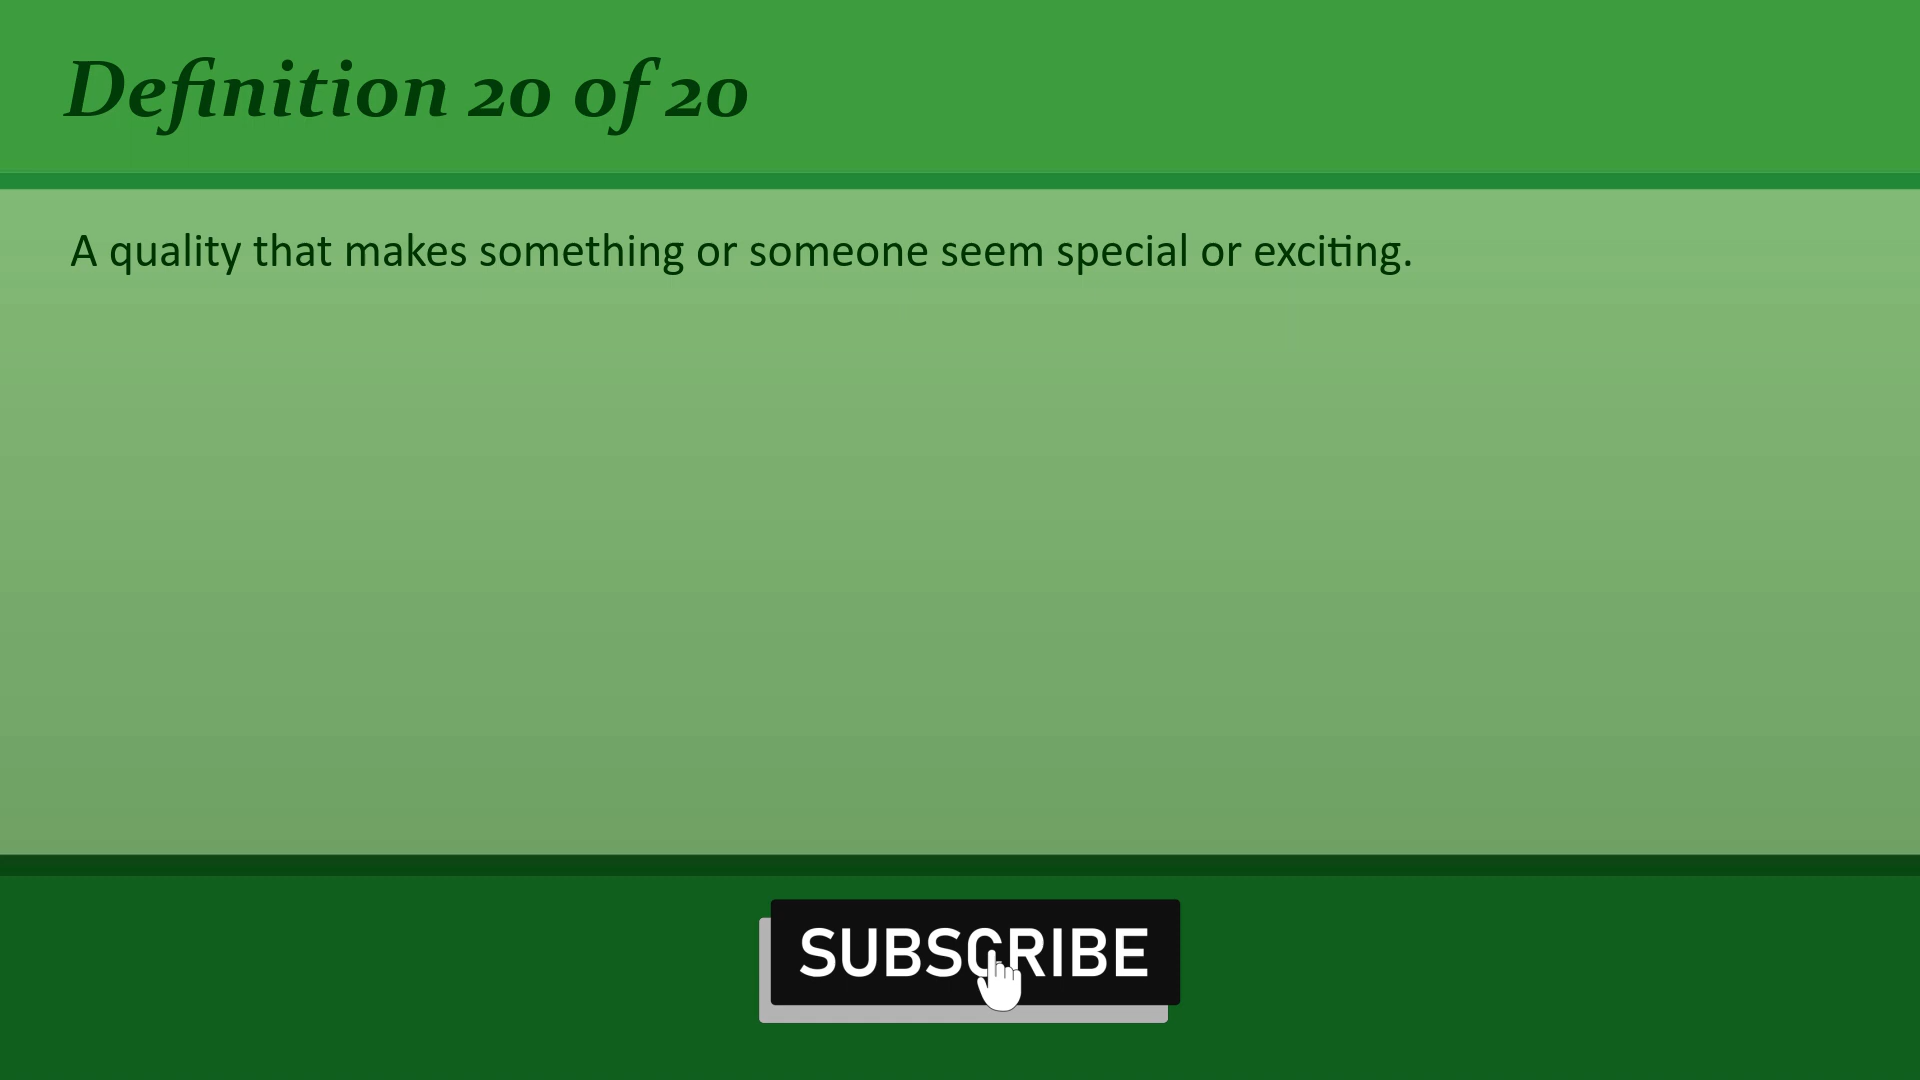 Definition 20 of 20
A quality that makes something or someone seem special or exciting.
SUBSCRIBE